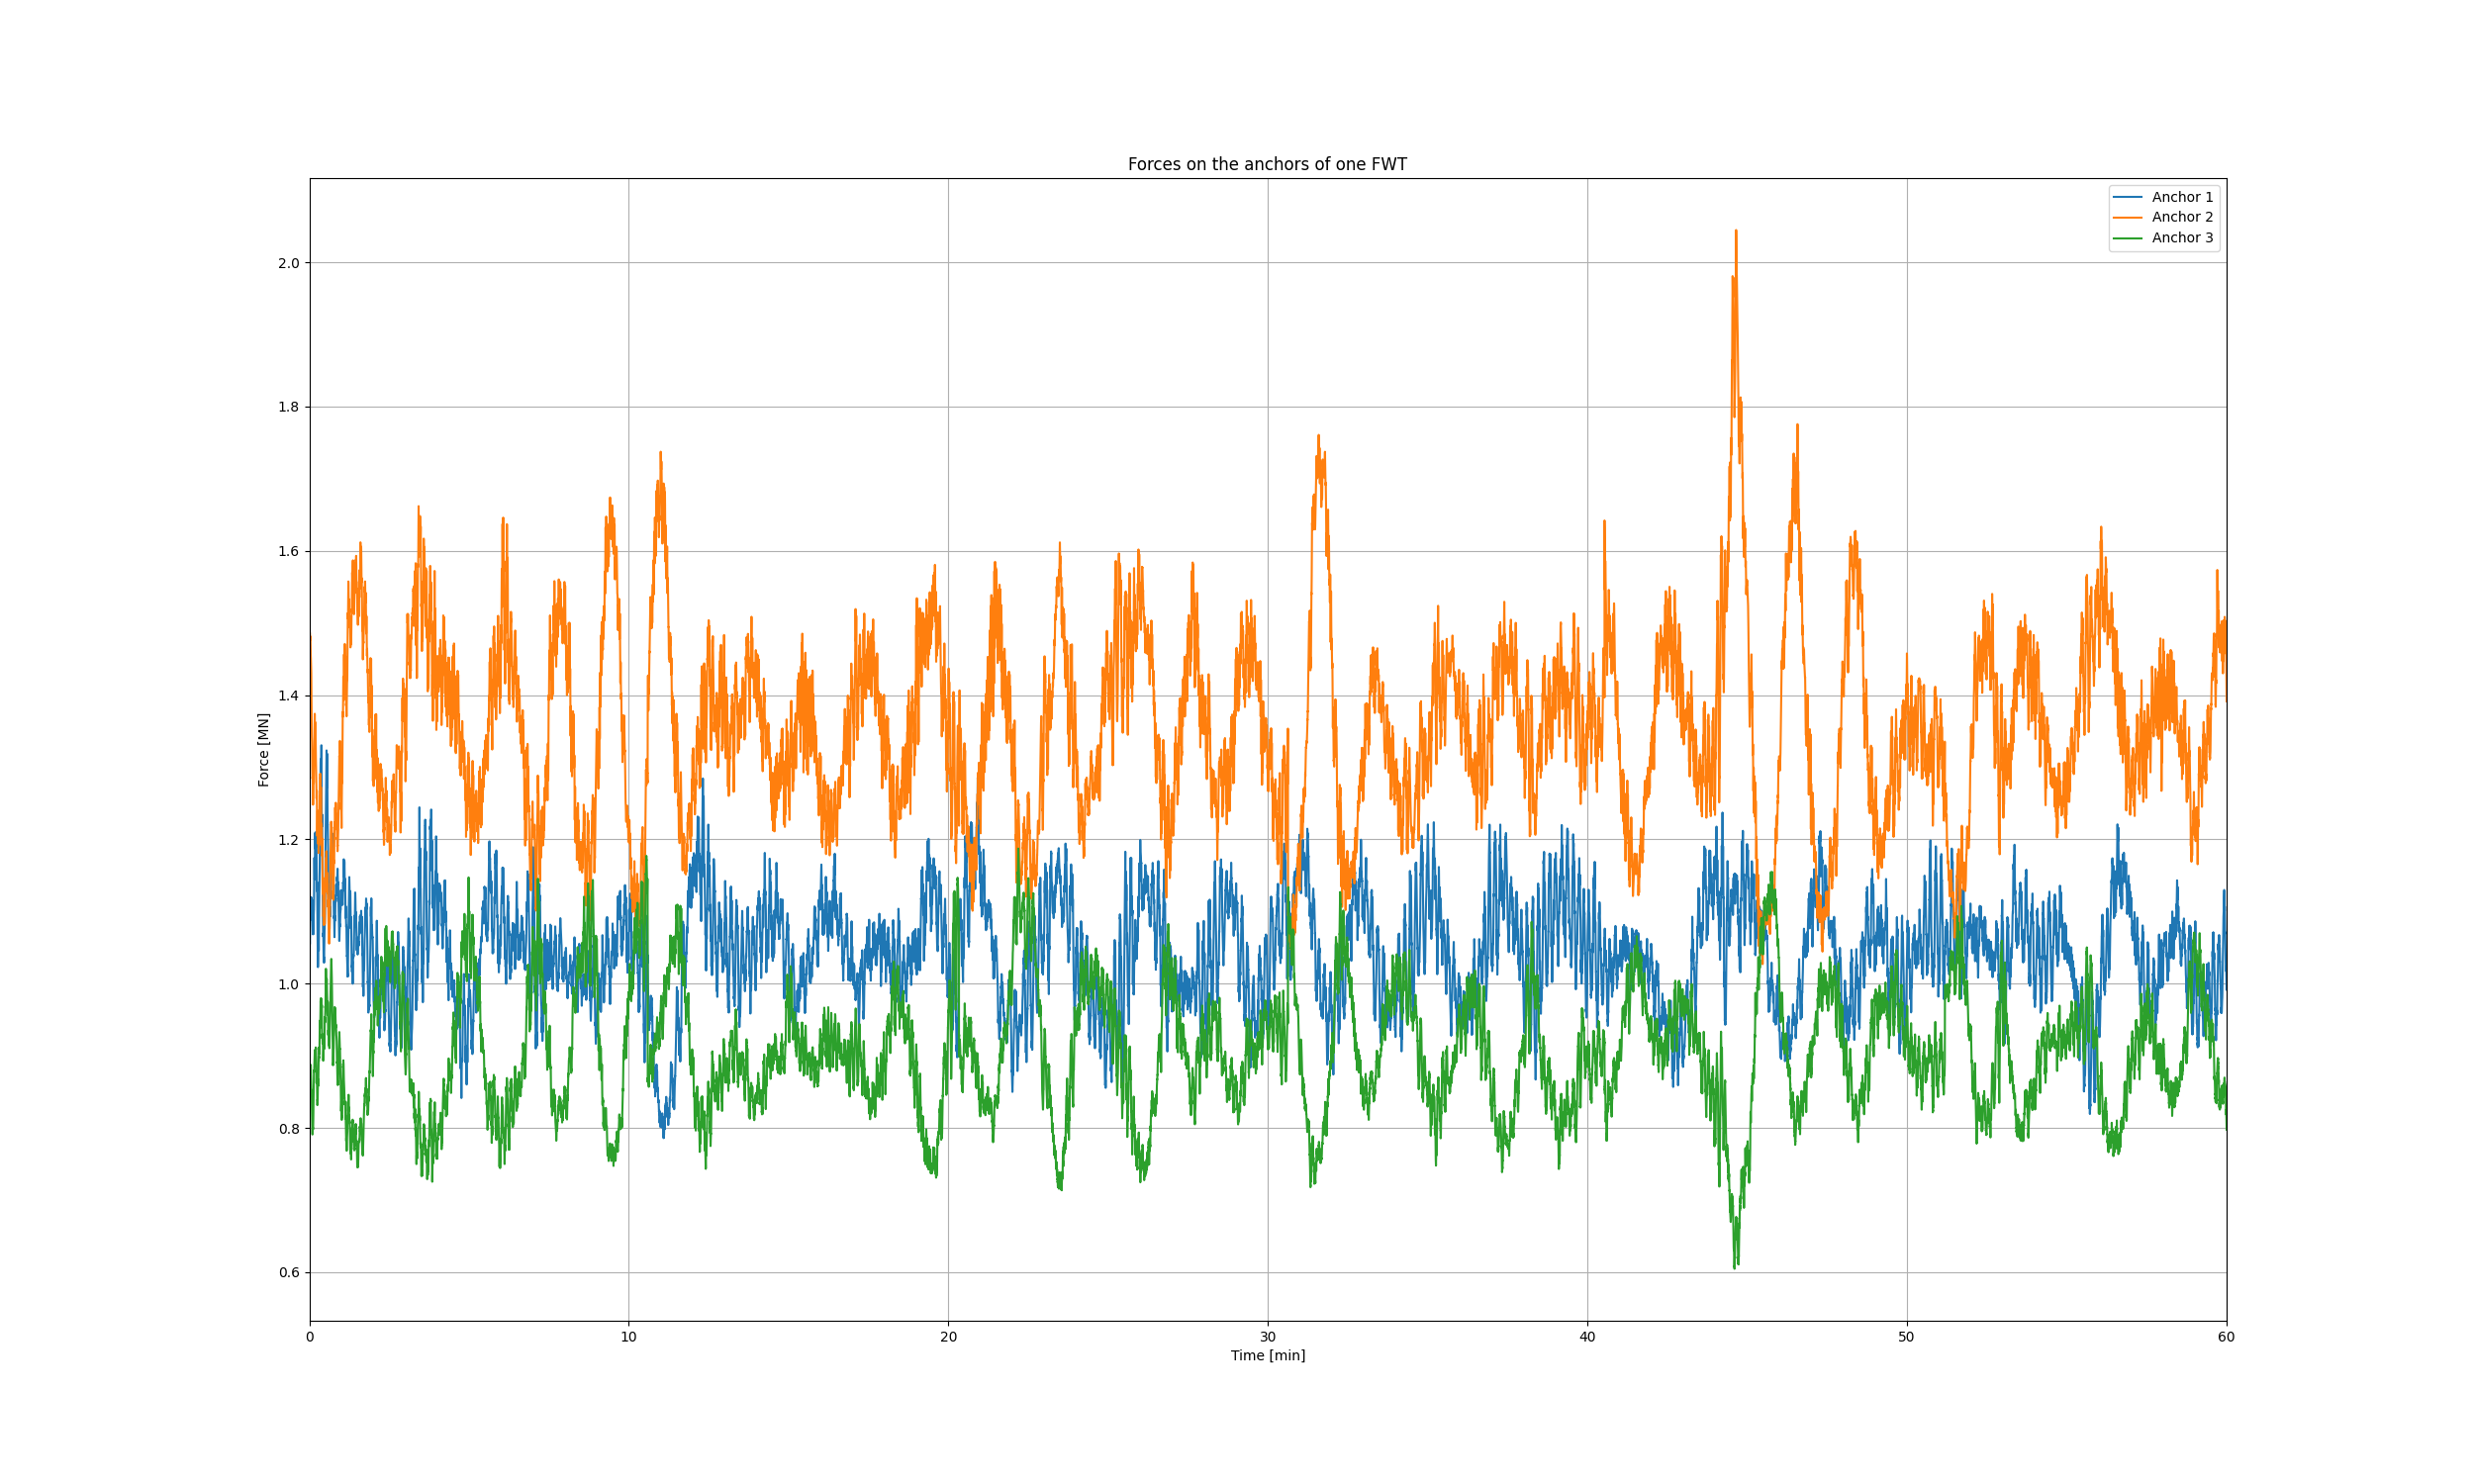 Forces on the anchors of one FWT
Anchor 1
Anchor 2
Anchor 3
Force [MN]
2.0
1.8
1.6
1.4
1.2
1.0
0.8
0.6
0 10 20 30 40 50 60
Time [min]